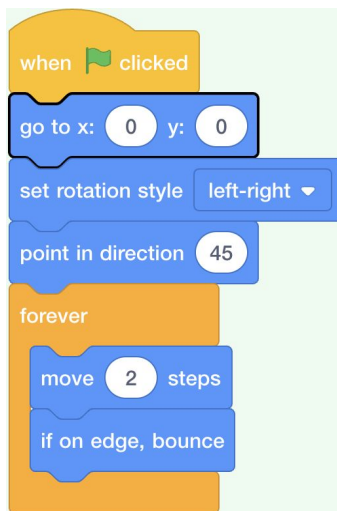 when clicked
go to x: 0 y: 0
set rotation style left-right
point in direction 45
forever
move 2 steps
if on edge, bounce